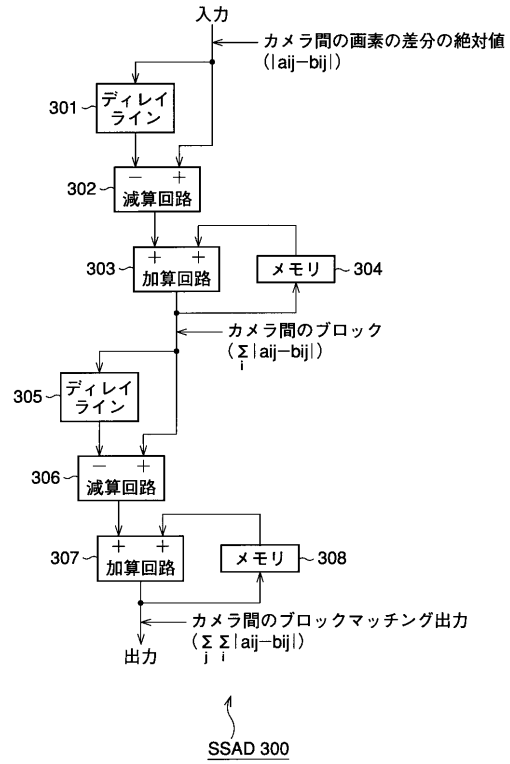 入力
カメラ間の画素の差分の絶対値
(|aij−bij|)
301
ディレイ
ライン
302
− +
減算回路
303
+ +
加算回路
メモリ
304
カメラ間のブロック
(Σ|aij−bij|)
i
305
ディレイ
ライン
306
− +
減算回路
307
+ +
加算回路
メモリ
308
カメラ間のブロックマッチング出力
(Σ Σ|aij−bij|)
j i
出力
SSAD 300